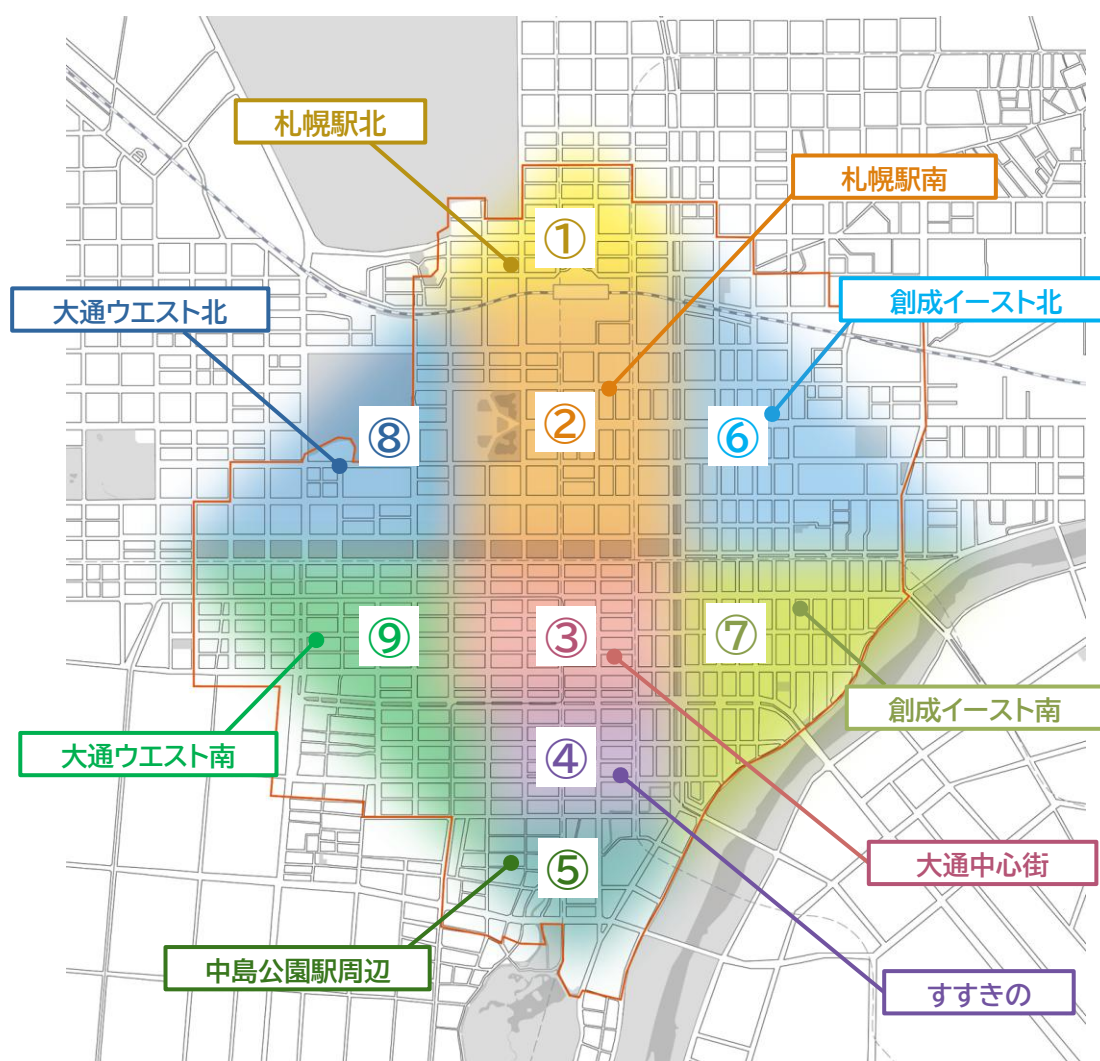 札幌駅北
札幌駅南
①
大通ウエスト北
創成イースト北
⑧
②
⑥
⑨
③
⑦
創成イースト南
大通ウエスト南
④
大通中心街
⑤
中島公園駅周辺
すすきの